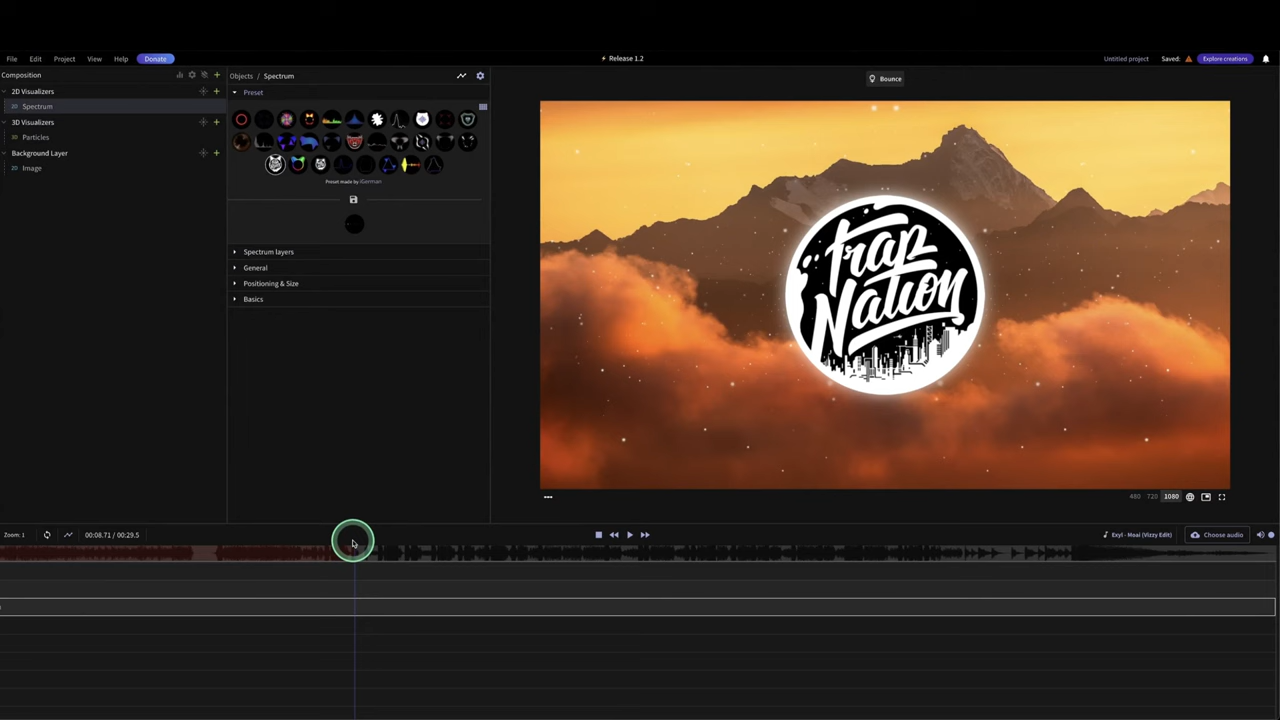 File Edit Project View Help Donate
⚡ Release 1.2
Untitled project Saved: Explore creations
Composition
2D Visualizers
2D Spectrum
3D Visualizers
2D Particles
Background Layer
2D Image
Objects / Spectrum
Preset
Preset made by iGerman
Spectrum layers
General
Positioning & Size
Basics
Bounce
Trap
Nation
480 720 1080
Zoom: 1 00:08.71 / 00:29.5
Exyl - Moai (Vizzy Edit) Choose audio